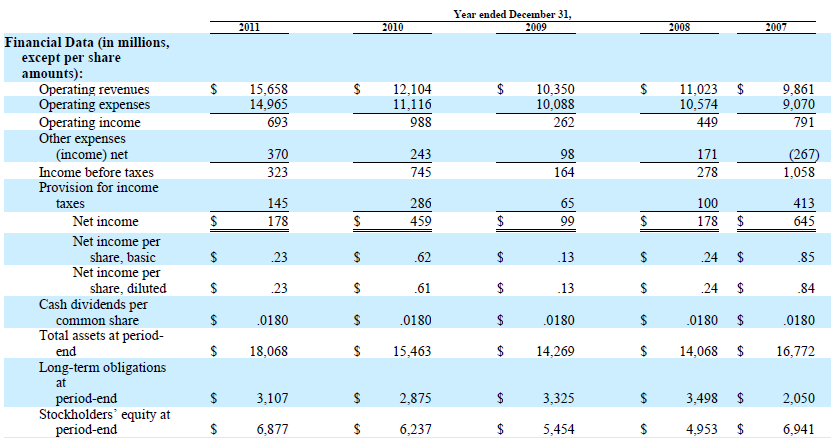 Year ended December 31,
2011 2010 2009 2008 2007
Financial Data (in millions,
except per share
amounts):
Operating revenues $ 15,658 $ 12,104 $ 10,350 $ 11,023 $ 9,861
Operating expenses 14,965 11,116 10,088 10,574 9,070
Operating income 693 988 262 449 791
Other expenses
(income) net 370 243 98 171 (267)
Income before taxes 323 745 164 278 1,058
Provision for income
taxes 145 286 65 100 413
Net income $ 178 $ 459 $ 99 $ 178 $ 645
Net income per
share, basic $ .23 $ .62 $ .13 $ .24 $ .85
Net income per
share, diluted $ .23 $ .61 $ .13 $ .24 $ .84
Cash dividends per
common share $ .0180 $ .0180 $ .0180 $ .0180 $ .0180
Total assets at period-
end $ 18,068 $ 15,463 $ 14,269 $ 14,068 $ 16,772
Long-term obligations
at
period-end $ 3,107 $ 2,875 $ 3,325 $ 3,498 $ 2,050
Stockholders’ equity at
period-end $ 6,877 $ 6,237 $ 5,454 $ 4,953 $ 6,941